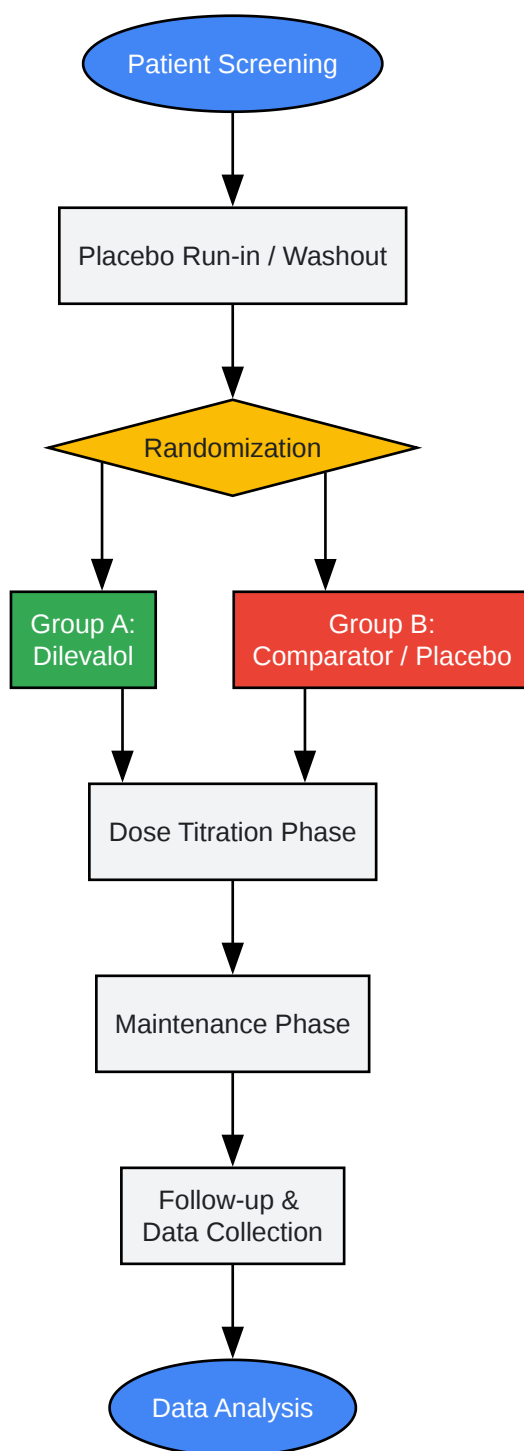 Patient Screening
Placebo Run-in / Washout
Randomization
Group A:
Dilevalol
Group B:
Comparator / Placebo
Dose Titration Phase
Maintenance Phase
Follow-up &
Data Collection
Data Analysis